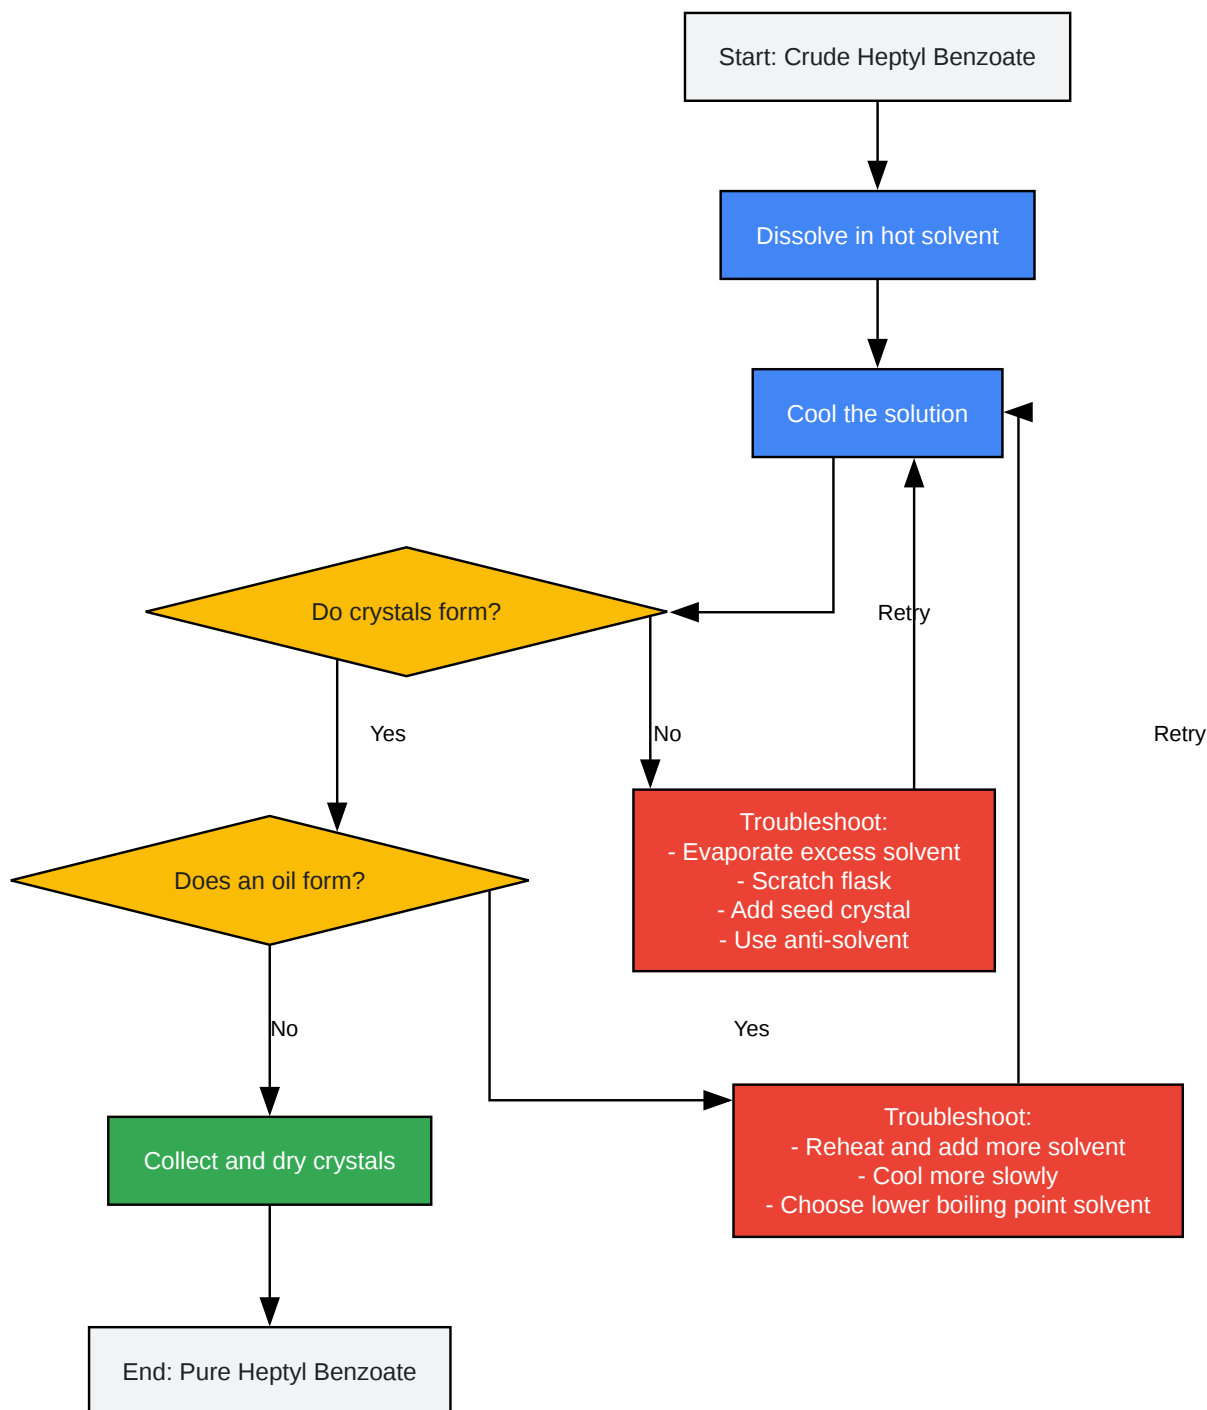 Start: Crude Heptyl Benzoate
Dissolve in hot solvent
Cool the solution
Do crystals form?
Retry
Yes
No
Retry
Troubleshoot:
- Evaporate excess solvent
- Scratch flask
- Add seed crystal
- Use anti-solvent
Does an oil form?
No
Yes
Troubleshoot:
- Reheat and add more solvent
- Cool more slowly
- Choose lower boiling point solvent
Collect and dry crystals
End: Pure Heptyl Benzoate